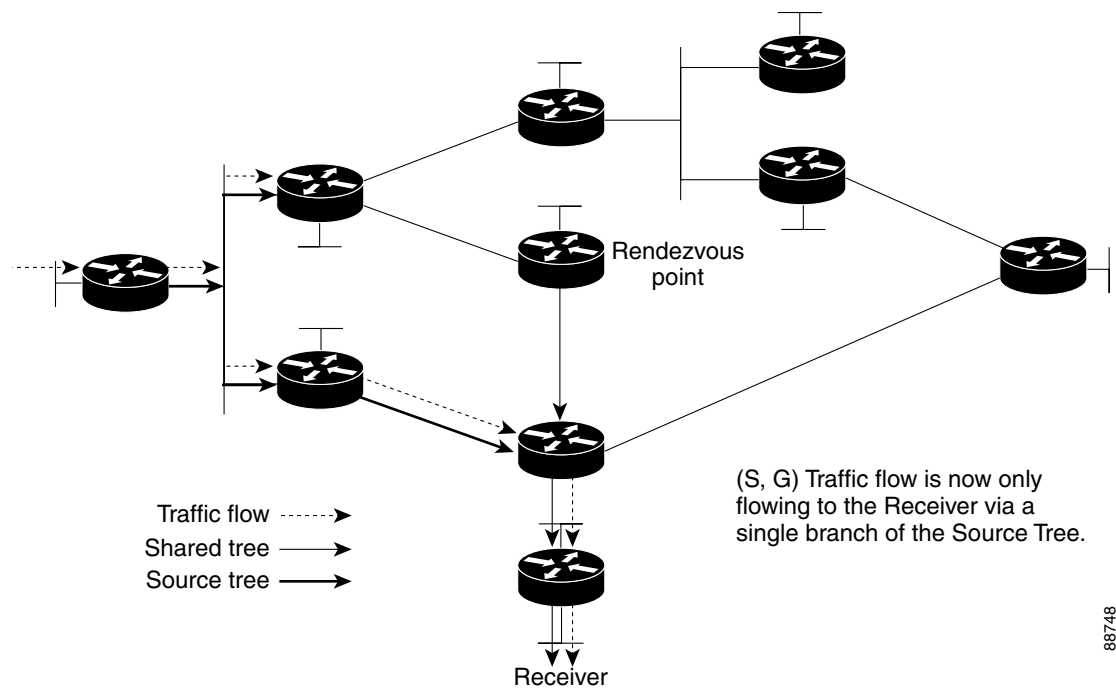 Rendezvous
point
(S, G) Traffic flow is now only
flowing to the Receiver via a
single branch of the Source Tree.
Traffic flow
Shared tree
Source tree
Receiver
88748